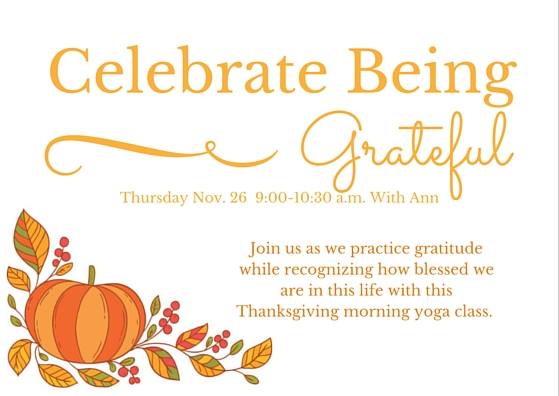 Celebrate Being
Grateful
Thursday Nov. 26 9:00-10:30 a.m. With Ann
Join us as we practice gratitude
while recognizing how blessed we
are in this life with this
Thanksgiving morning yoga class.